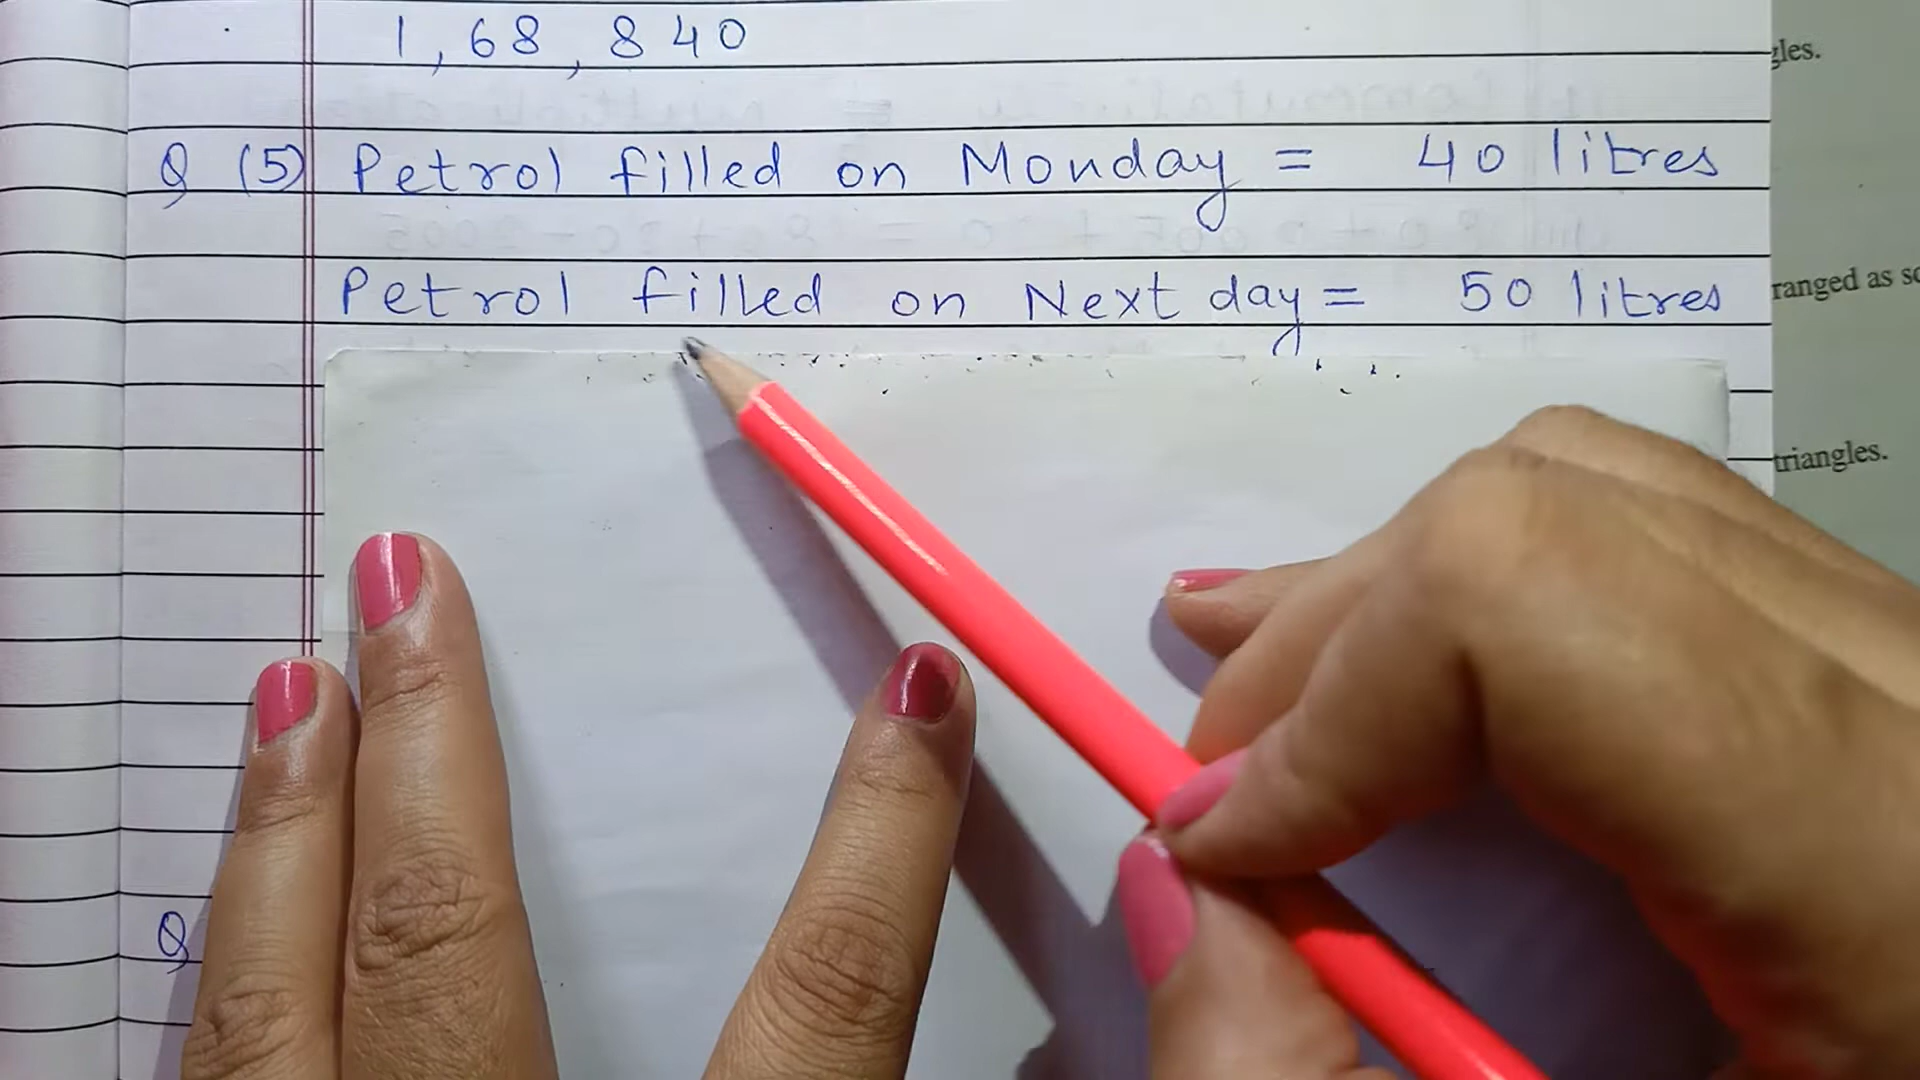 1,68,840
gles.
Q (5) Petrol filled on Monday = 40 litres
Petrol filled on Next day = 50 litres
ranged as
triangles.
Q